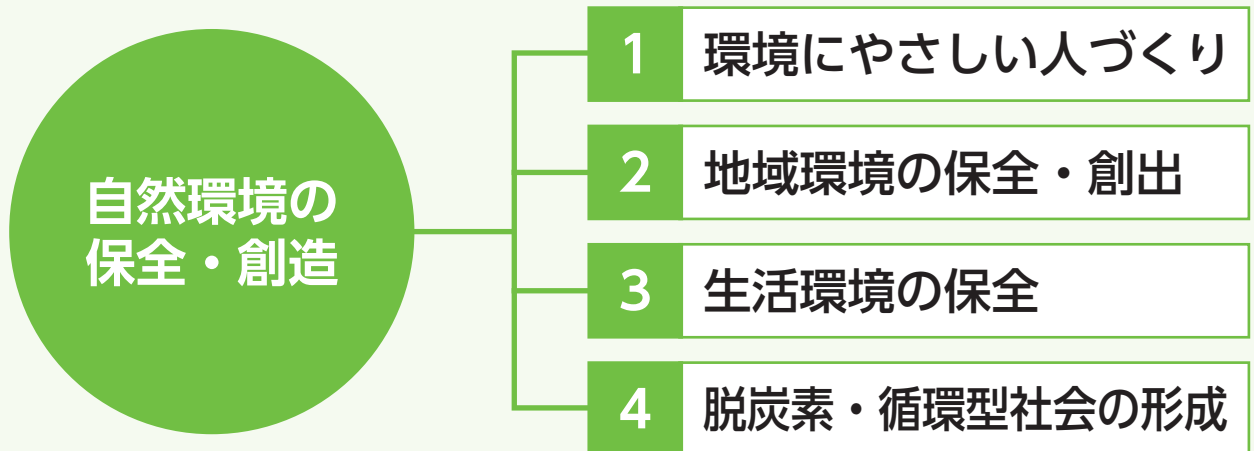 自然環境の
保全・創造
1 環境にやさしい人づくり
2 地域環境の保全・創出
3 生活環境の保全
4 脱炭素・循環型社会の形成